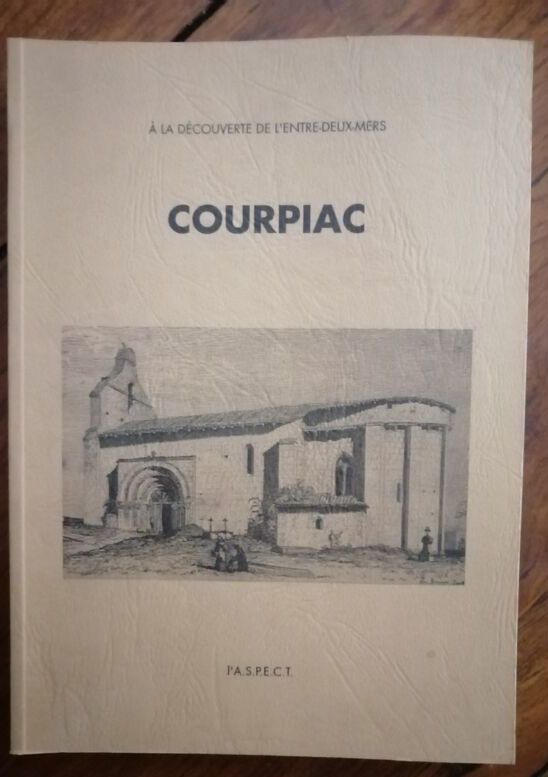 À LA DÉCOUVERTE DE L'ENTRE-DEUX-MERS
COURPIAC
l'A.S.P.E.C.T.